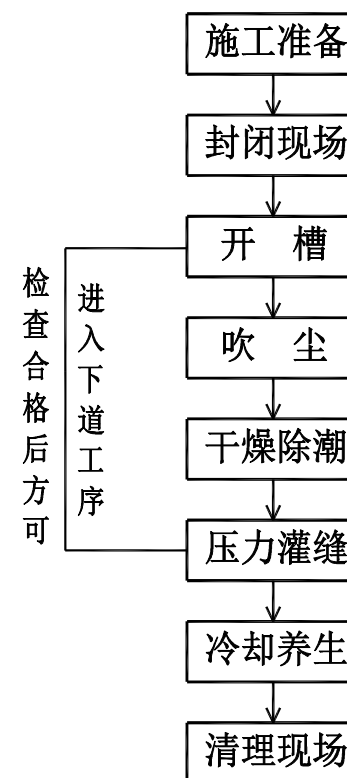 施工准备
封闭现场
开 槽
吹 尘
干燥除潮
压力灌缝
冷却养生
清理现场
检查合格后方可
进入下道工序